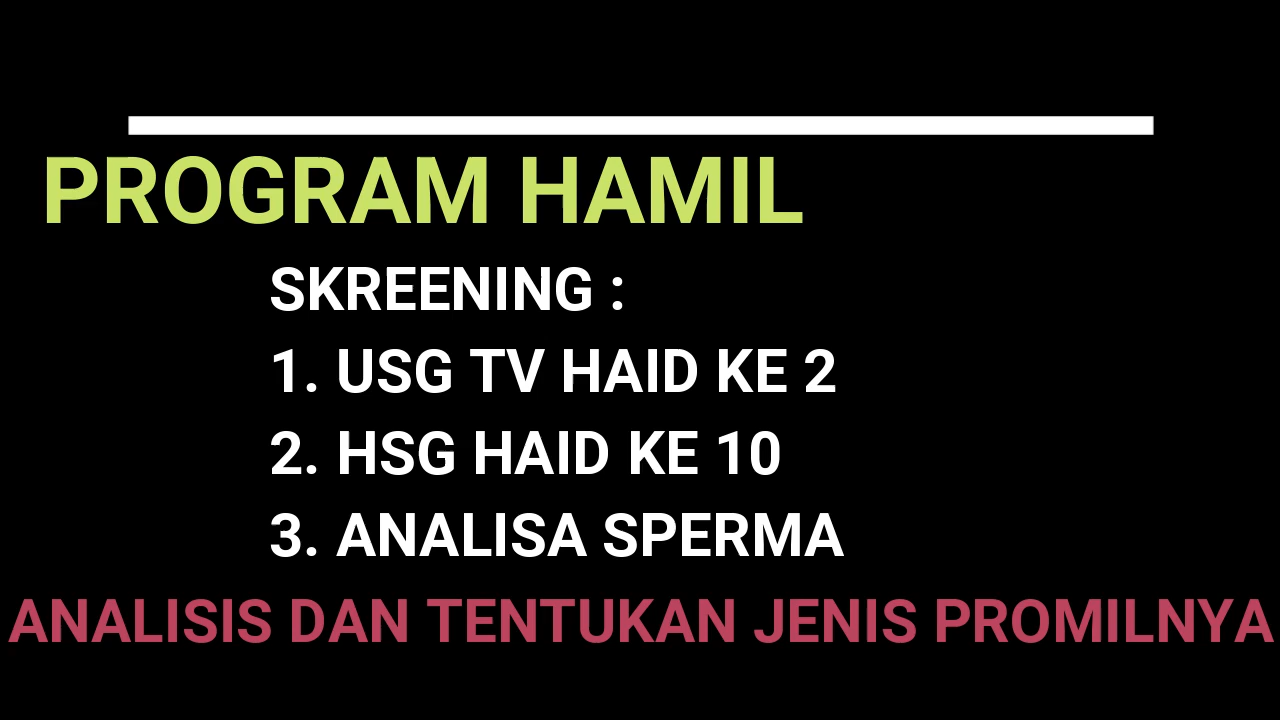 PROGRAM HAMIL
SKREENING :
1. USG TV HAID KE 2
2. HSG HAID KE 10
3. ANALISA SPERMA
ANALISIS DAN TENTUKAN JENIS PROMILNYA